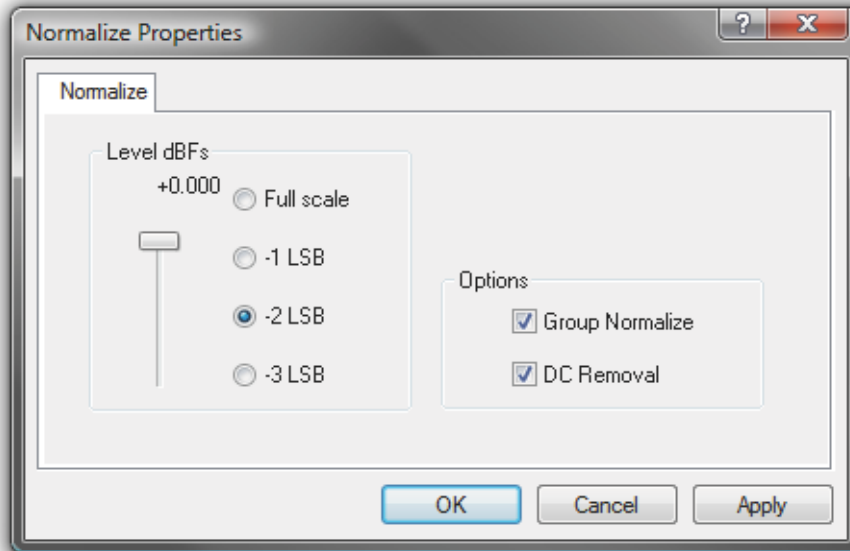 Normalize Properties
?
Normalize
Level dBFs
+0.000
Full scale
-1 LSB
-2 LSB
-3 LSB
Options
Group Normalize
DC Removal
OK
Cancel
Apply